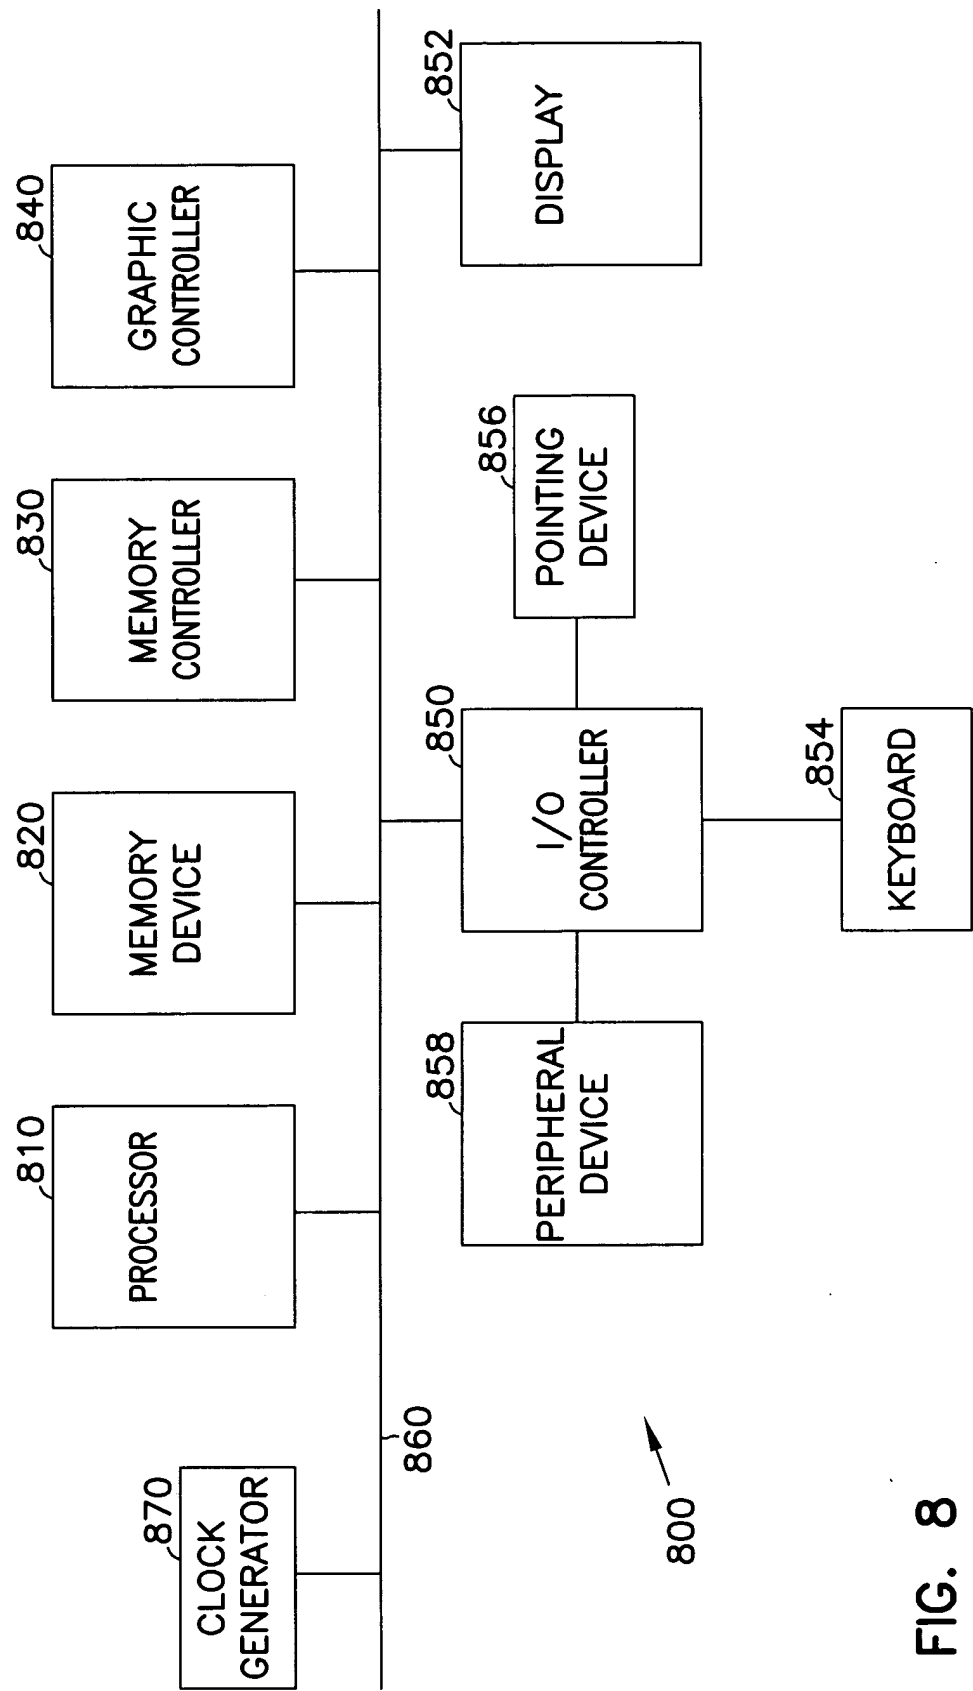 870
CLOCK
GENERATOR
810
PROCESSOR
820
MEMORY
DEVICE
830
MEMORY
CONTROLLER
840
GRAPHIC
CONTROLLER
860
858
PERIPHERAL
DEVICE
850
I/O
CONTROLLER
856
POINTING
DEVICE
852
DISPLAY
854
KEYBOARD
800
FIG. 8